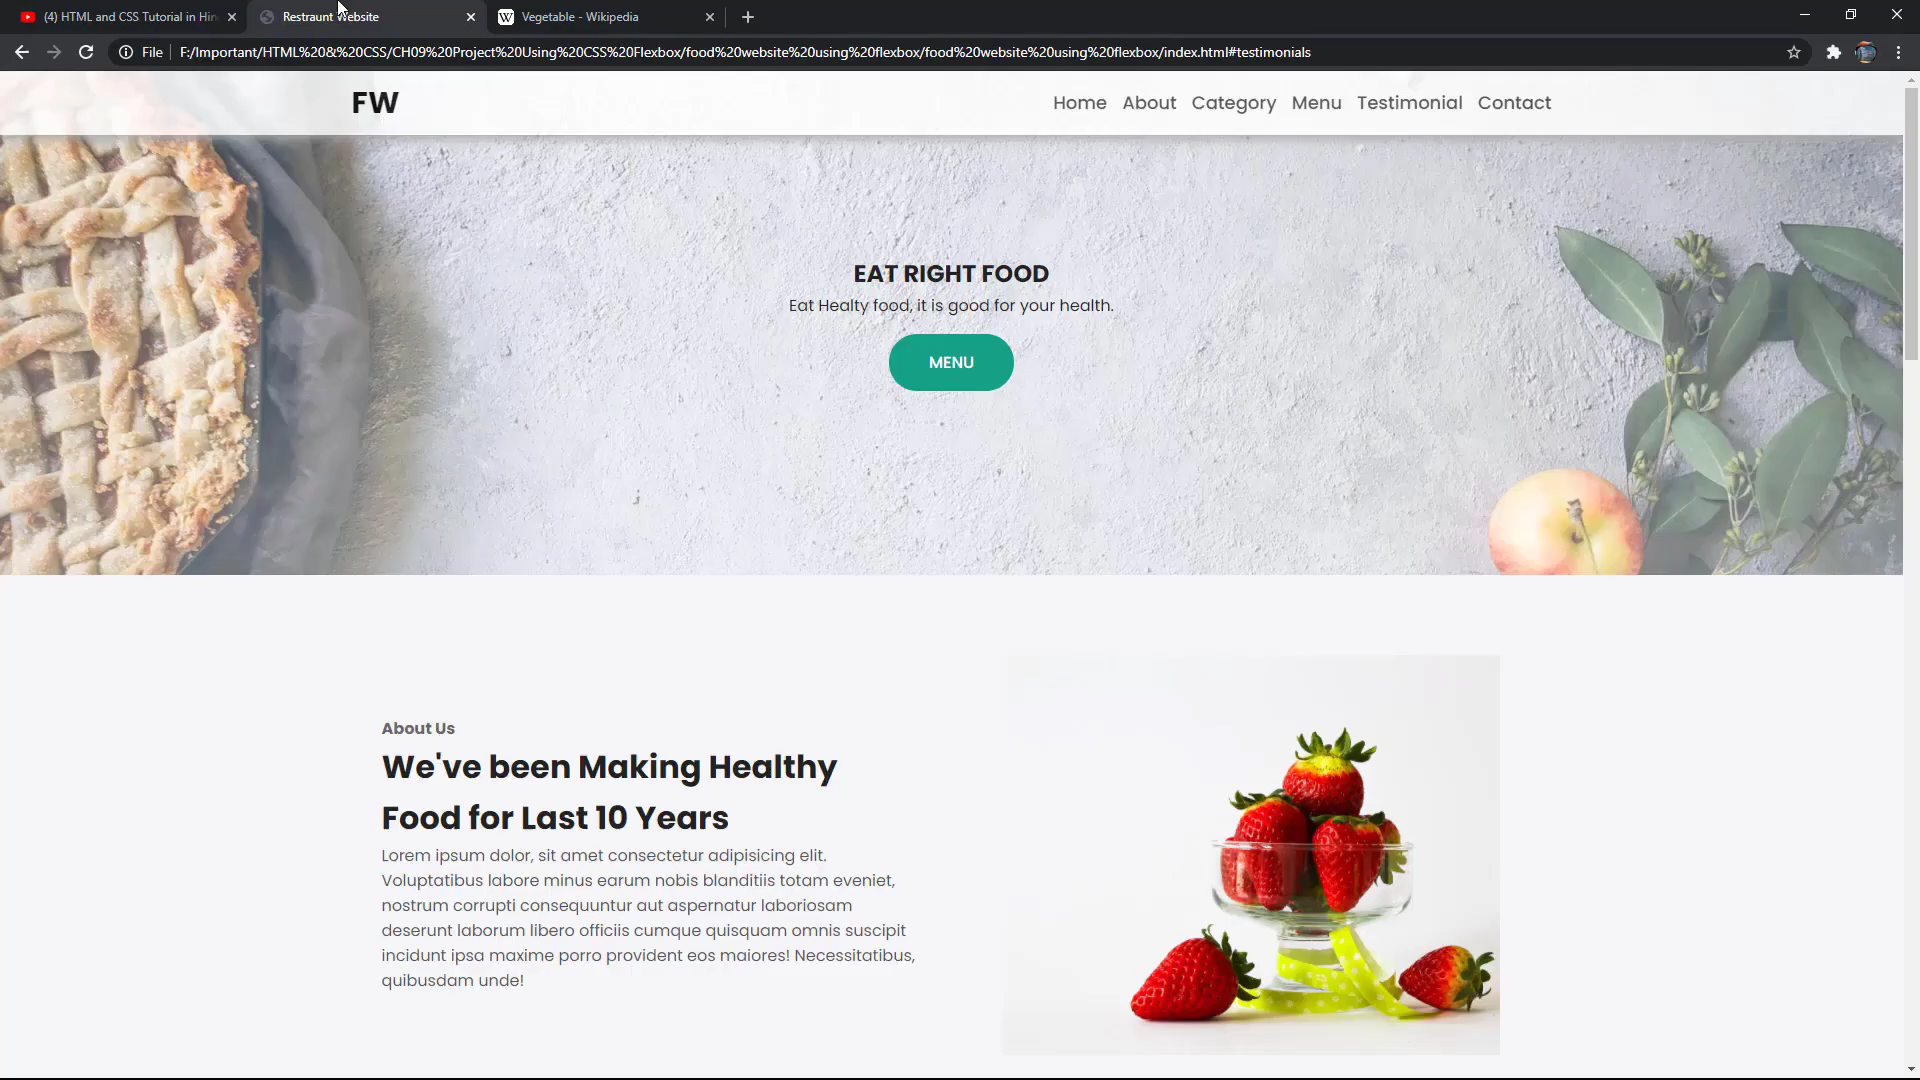 (4) HTML and CSS Tutorial in Hin
Restraunt Website
Vegetable - Wikipedia
File
F:/Important/HTML%20&%20CSS/CH09%20Project%20Using%20CSS%20Flexbox/food%20website%20using%20flexbox/food%20website%20using%20flexbox/index.html#testimonials
FW
Home About Category Menu Testimonial Contact
EAT RIGHT FOOD
Eat Healty food, it is good for your health.
MENU
About Us
We've been Making Healthy
Food for Last 10 Years
Lorem ipsum dolor, sit amet consectetur adipisicing elit.
Voluptatibus labore minus earum nobis blanditiis totam eveniet,
nostrum corrupti consequuntur aut aspernatur laboriosam
deserunt laborum libero officiis cumque quisquam omnis suscipit
incidunt ipsa maxime porro provident eos maiores! Necessitatibus,
quibusdam unde!